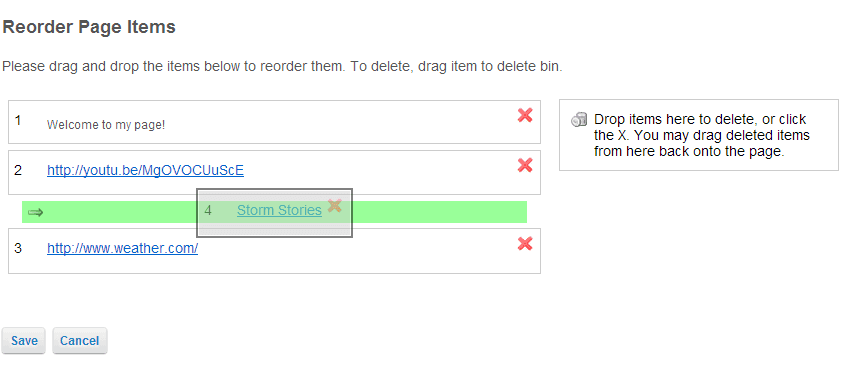 Reorder Page Items
Please drag and drop the items below to reorder them. To delete, drag item to delete bin.
1 Welcome to my page!
2 http://youtu.be/MgOVOCUuScE
4 Storm Stories
3 http://www.weather.com/
Drop items here to delete, or click
the X. You may drag deleted items
from here back onto the page.
Save Cancel